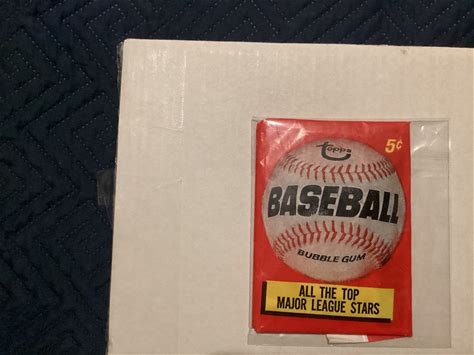 topps
5¢
BASEBALL
BUBBLE GUM
ALL THE TOP
MAJOR LEAGUE STARS